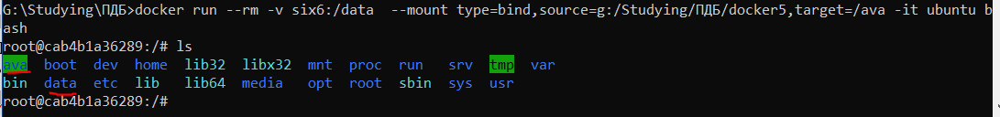 G:\Studying\ПДБ>docker run --rm -v six6:/data  --mount type=bind,source=g:/Studying/ПДБ/docker5,target=/ava -it ubuntu b
ash
root@cab4b1a36289:/# ls
ava  boot  dev  home  lib32  libx32  mnt  proc  run   srv  tmp  var
bin  data  etc  lib   lib64  media   opt  root  sbin  sys  usr
root@cab4b1a36289:/#